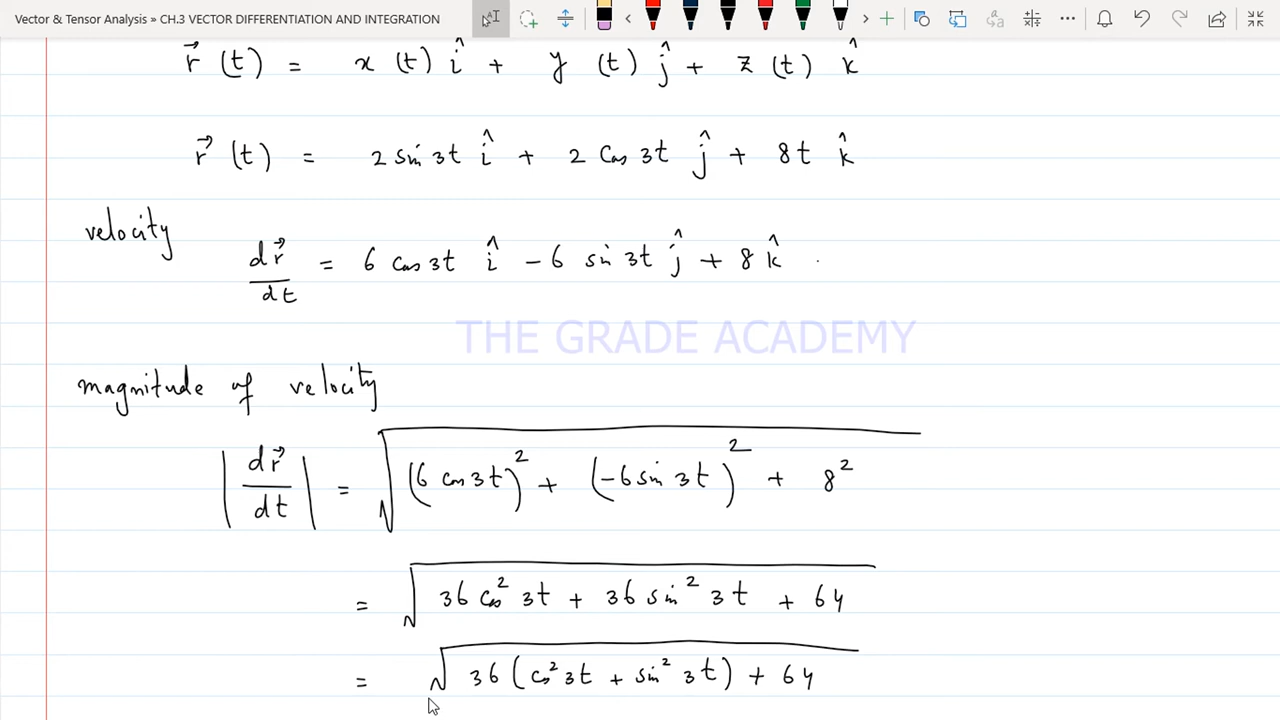 Vector & Tensor Analysis » CH.3 VECTOR DIFFERENTIATION AND INTEGRATION
r⃗ (t) = x (t) î + y (t) ĵ + z (t) k̂
r⃗ (t) = 2 sin 3t î + 2 Cos 3t ĵ + 8t k̂
velocity
dr⃗/dt = 6 cos 3t î - 6 sin 3t ĵ + 8 k̂
THE GRADE ACADEMY
magnitude of velocity
|dr⃗/dt| = √((6 cos 3t)² + (-6 sin 3t)² + 8²)
= √(36 cos² 3t + 36 sin² 3t + 64)
= √(36 (cos² 3t + sin² 3t) + 64)